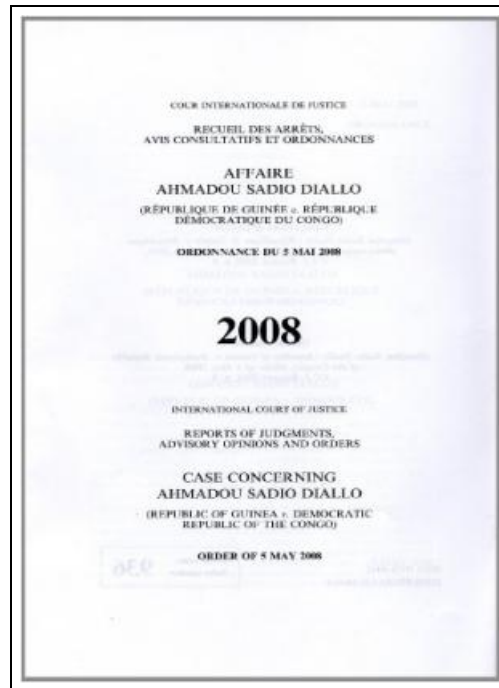 COUR INTERNATIONALE DE JUSTICE
RECUEIL DES ARRÊTS,
AVIS CONSULTATIFS ET ORDONNANCES
AFFAIRE
AHMADOU SADIO DIALLO
(RÉPUBLIQUE DE GUINÉE c. RÉPUBLIQUE
DÉMOCRATIQUE DU CONGO)
ORDONNANCE DU 5 MAI 2008
2008
INTERNATIONAL COURT OF JUSTICE
REPORTS OF JUDGMENTS,
ADVISORY OPINIONS AND ORDERS
CASE CONCERNING
AHMADOU SADIO DIALLO
(REPUBLIC OF GUINEA v. DEMOCRATIC
REPUBLIC OF THE CONGO)
ORDER OF 5 MAY 2008
936